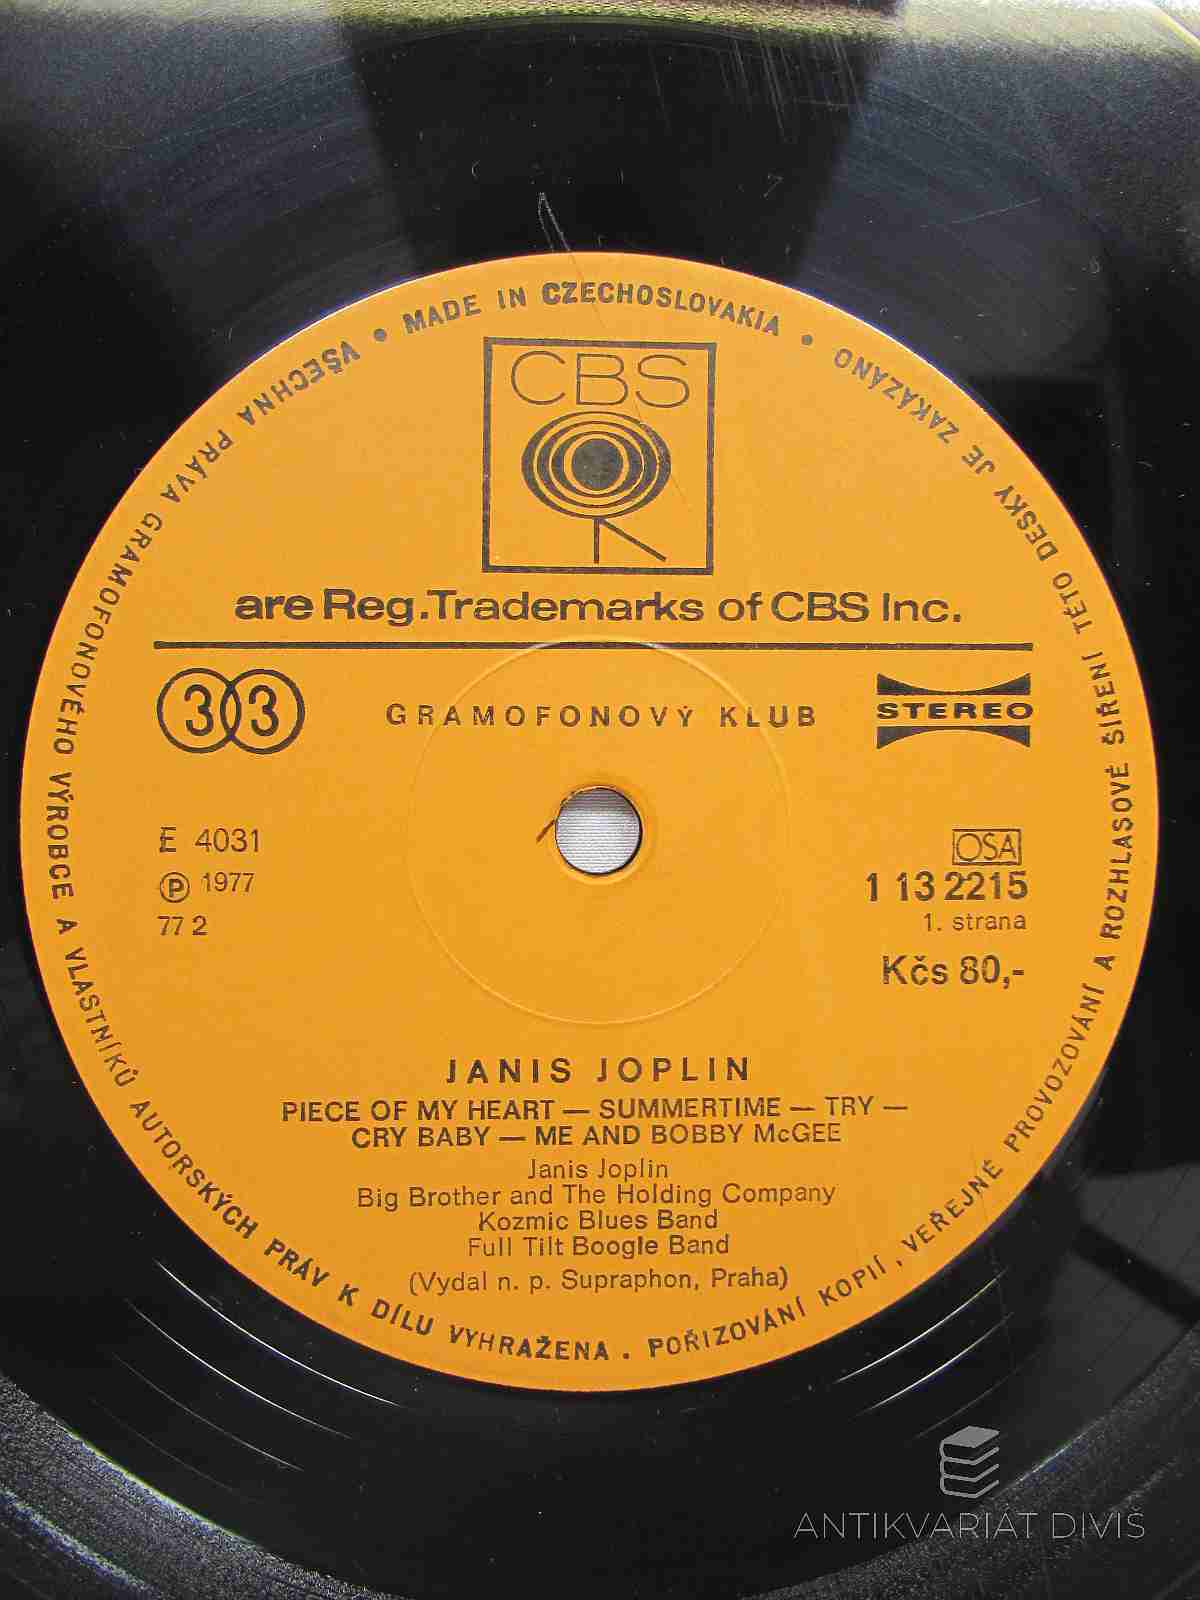 MADE IN CZECHOSLOVAKIA
CBS
are Reg.Trademarks of CBS Inc.
33
GRAMOFONOVÝ KLUB
STEREO
E 4031
Ⓟ 1977
77 2
OSA
1 13 2215
1. strana
Kčs 80,-
JANIS JOPLIN
PIECE OF MY HEART — SUMMERTIME — TRY —
CRY BABY — ME AND BOBBY McGEE
Janis Joplin
Big Brother and The Holding Company
Kozmic Blues Band
Full Tilt Boogle Band
(Vydal n. p. Supraphon, Praha)
• VŠECHNA PRÁVA GRAMOFONOVÉHO VÝROBCE A VLASTNÍKŮ AUTORSKÝCH PRÁV K DÍLU VYHRAŽENA . POŘIZOVÁNÍ KOPIÍ, VEŘEJNÉ PROVOZOVÁNÍ A ROZHLASOVÉ ŠÍŘENÍ TÉTO DESKY JE ZAKÁZÁNO •
ANTIKVARIÁT DIVIŠ